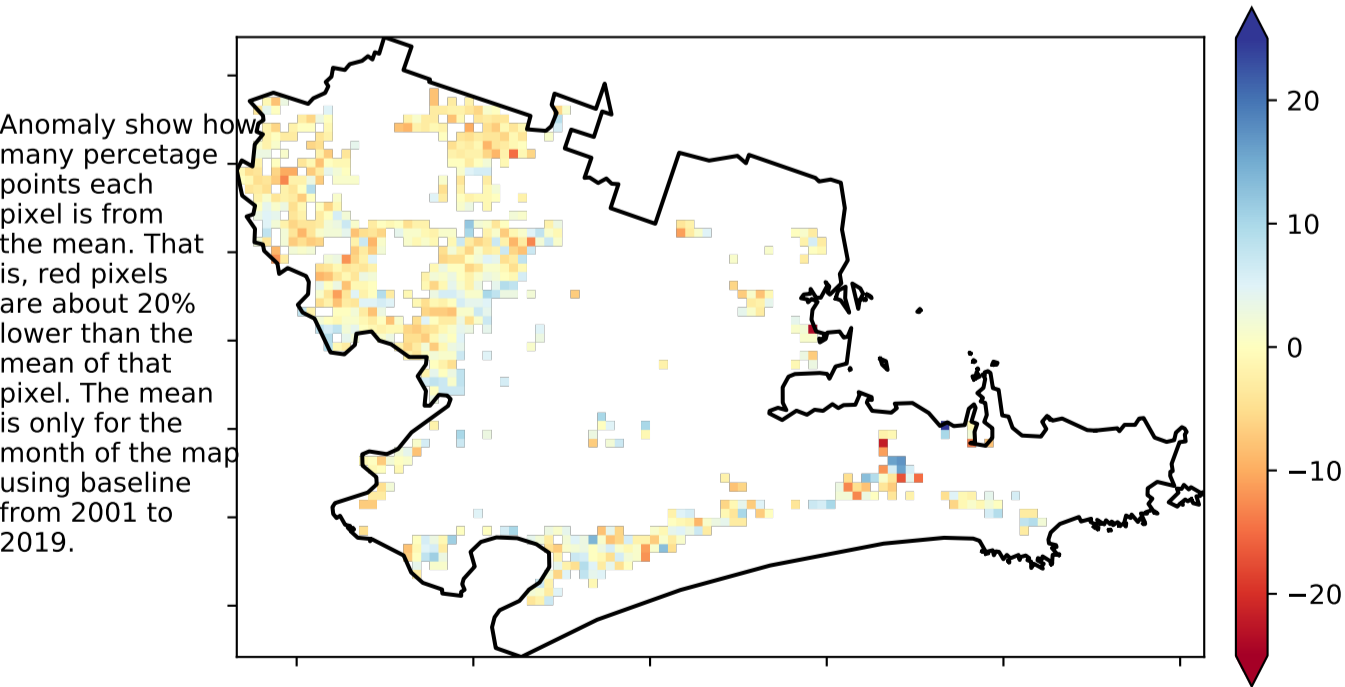 Anomaly show how
many percetage
points each
pixel is from
the mean. That
is, red pixels
are about 20%
lower than the
mean of that
pixel. The mean
is only for the
month of the map
using baseline
from 2001 to
2019.
20
10
0
−10
−20